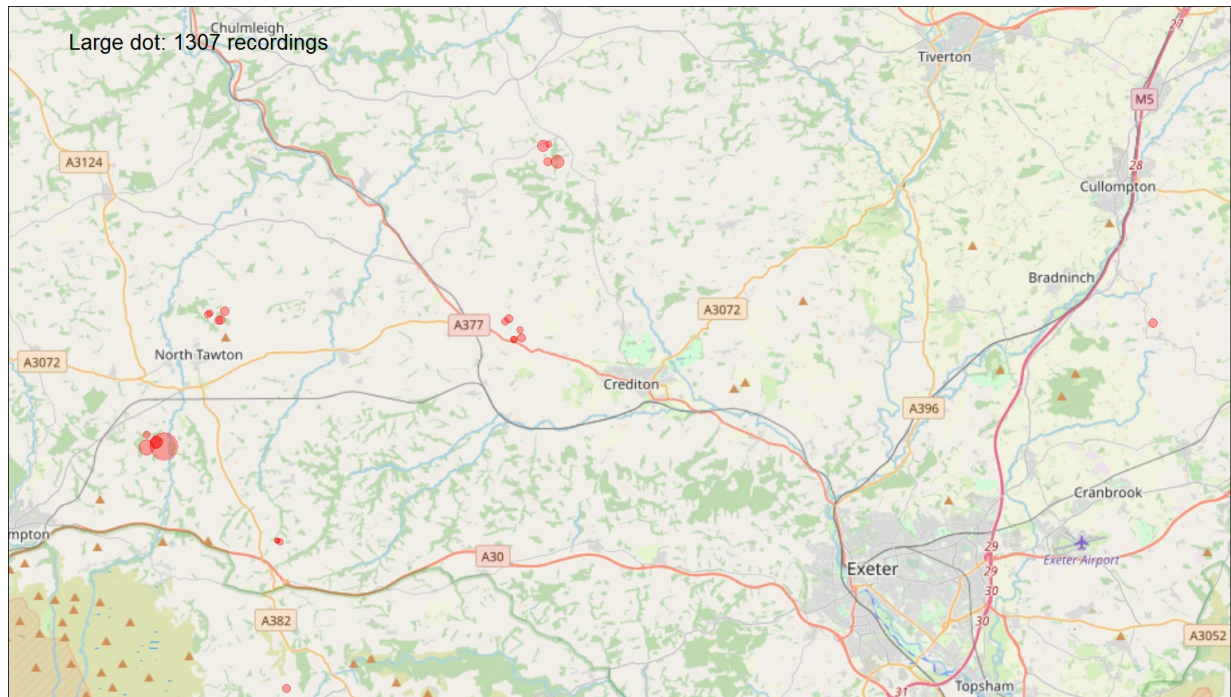 Chulmleigh
Large dot: 1307 recordings
27
Tiverton
M5
A3124
28
Cullompton
Bradninch
A3072
A377
North Tawton
A3072
Crediton
A396
Cranbrook
mpton
29
A30
Exeter
Exeter Airport
29
30
A382
30
A3052
Topsham
31